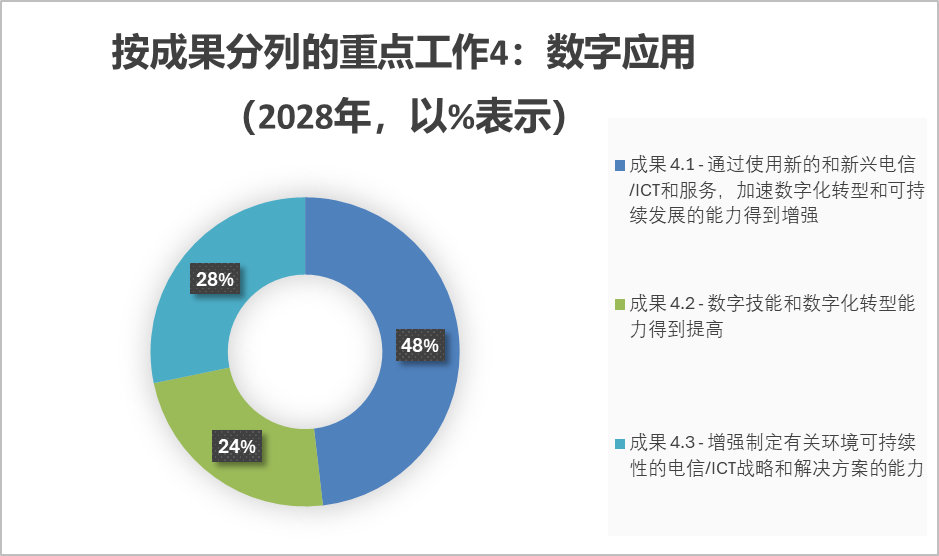 按成果分列的重点工作4：数字应用
（2028年，以%表示）
成果 4.1 - 通过使用新的和新兴电信
/ICT和服务，加速数字化转型和可持
续发展的能力得到增强
28%
48%
成果 4.2 - 数字技能和数字化转型能
力得到提高
24%
成果 4.3 - 增强制定有关环境可持续
性的电信/ICT战略和解决方案的能力